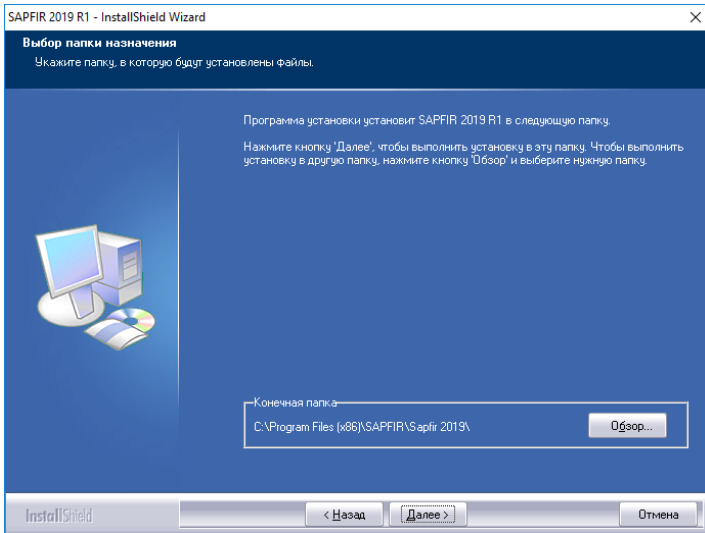 SAPFIR 2019 R1 - InstallShield Wizard
Выбор папки назначения
Укажите папку, в которую будут установлены файлы.
Программа установки установит SAPFIR 2019 R1 в следующую папку.
Нажмите кнопку 'Далее', чтобы выполнить установку в эту папку. Чтобы выполнить
установку в другую папку, нажмите кнопку 'Обзор' и выберите нужную папку.
Конечная папка
C:\Program Files (x86)\SAPFIR\Sapfir 2019\
Обзор...
InstallShield
< Назад
Далее >
Отмена